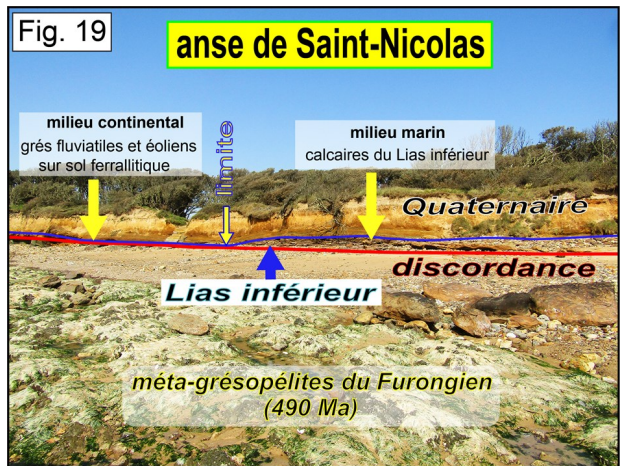 Fig. 19
anse de Saint-Nicolas
milieu continental
grés fluviatiles et éoliens
sur sol ferrallitique
limite
milieu marin
calcaires du Lias inférieur
Quaternaire
discordance
Lias inférieur
méta-grésopélites du Furongien
(490 Ma)